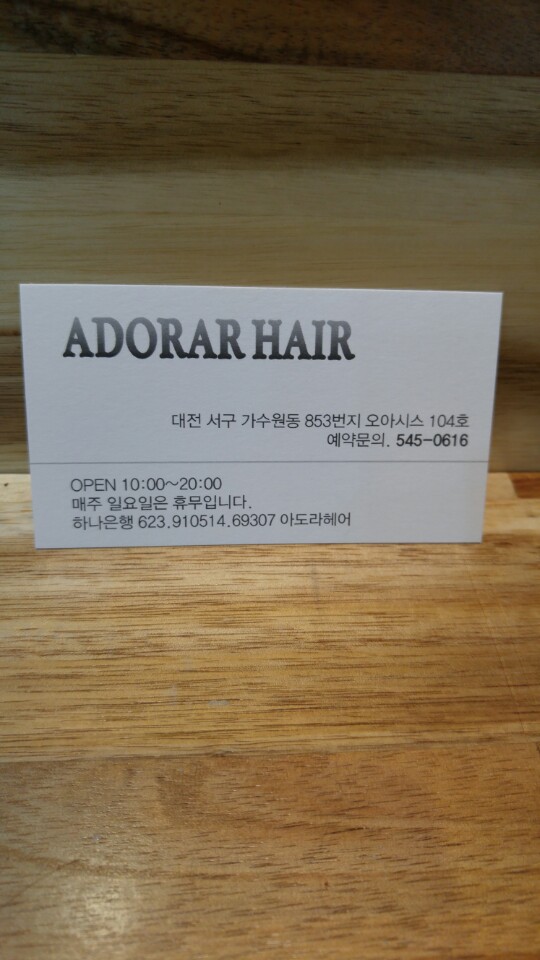 ADORAR HAIR
대전 서구 가수원동 853번지 오아시스 104호
예약문의. 545-0616
OPEN 10:00~20:00
매주 일요일은 휴무입니다.
하나은행 623.910514.69307 아도라헤어